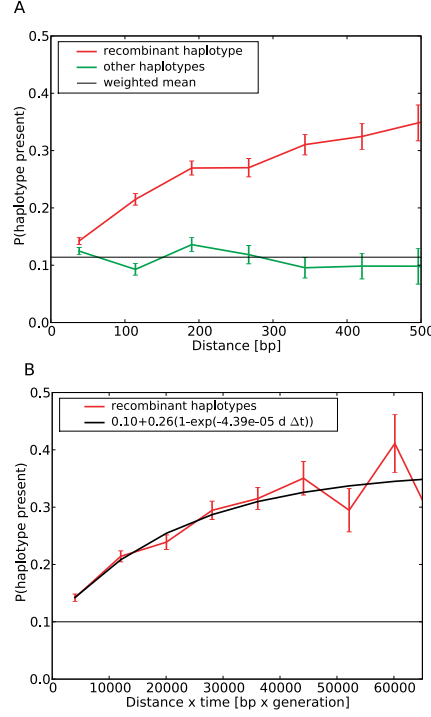 A
0.5
recombinant haplotype
other haplotypes
weighted mean
0.4
0.3
0.2
0.1
0.0
P(haplotype present)
0 100 200 300 400 500
Distance [bp]
B
0.5
recombinant haplotypes
0.10+0.26(1-exp(-4.39e-05 d Δt))
0.4
0.3
0.2
0.1
0.0
P(haplotype present)
0 10000 20000 30000 40000 50000 60000
Distance x time [bp x generation]